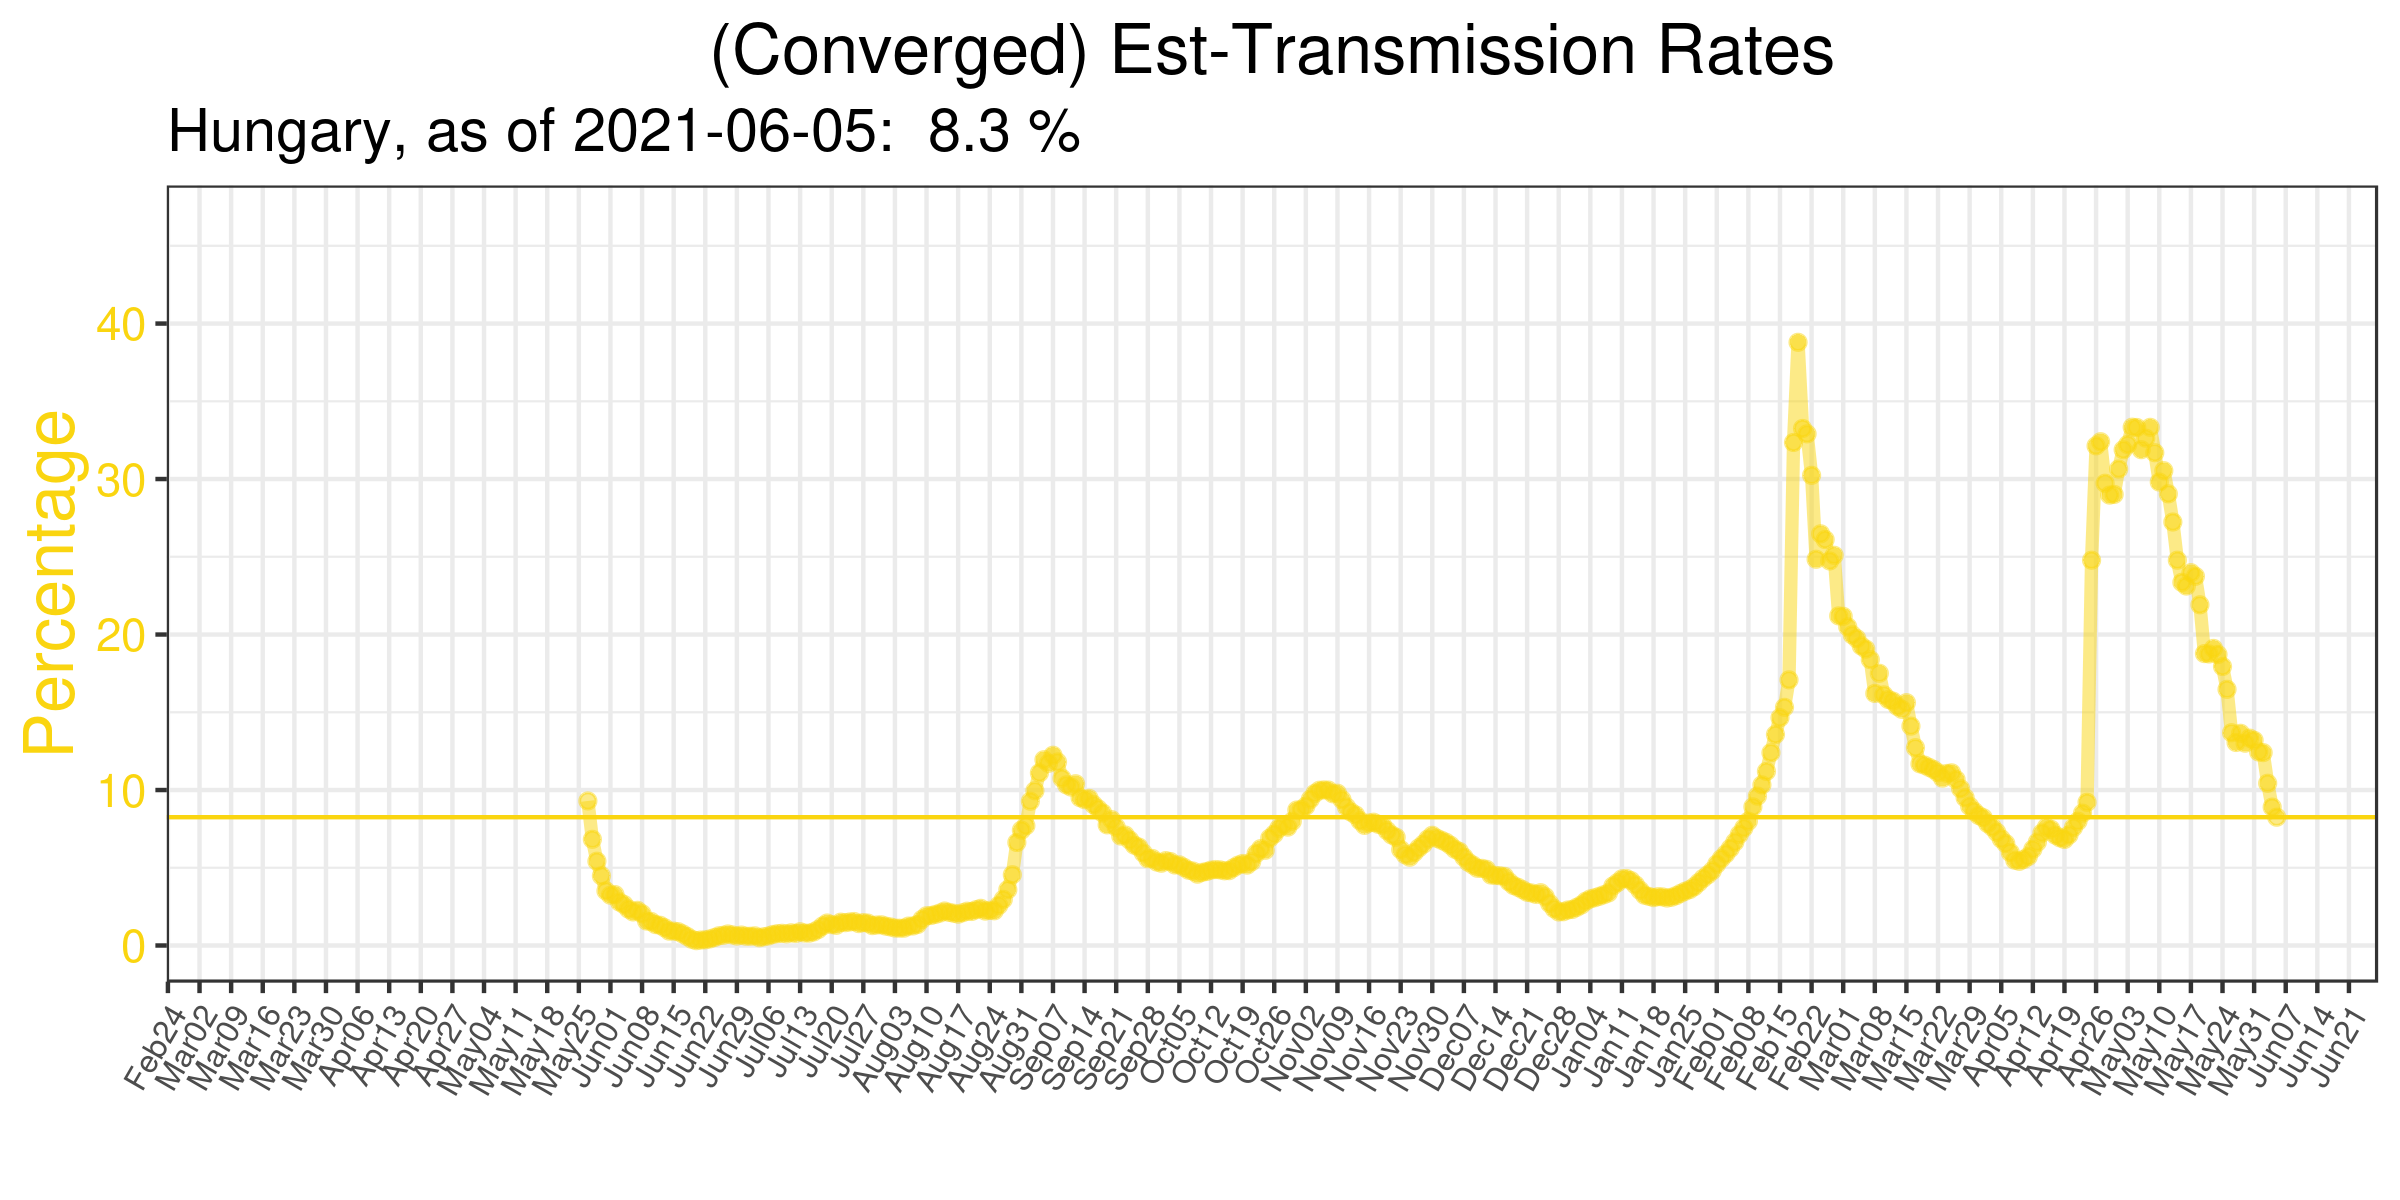 (Converged) Est-Transmission Rates
Hungary, as of 2021-06-05:  8.3 %
Percentage
40
30
20
10
0
Feb24
Mar02
Mar09
Mar16
Mar23
Mar30
Apr06
Apr13
Apr20
Apr27
May04
May11
May18
May25
Jun01
Jun08
Jun15
Jun22
Jun29
Jul06
Jul13
Jul20
Jul27
Aug03
Aug10
Aug17
Aug24
Aug31
Sep07
Sep14
Sep21
Sep28
Oct05
Oct12
Oct19
Oct26
Nov02
Nov09
Nov16
Nov23
Nov30
Dec07
Dec14
Dec21
Dec28
Jan04
Jan11
Jan18
Jan25
Feb01
Feb08
Feb15
Feb22
Mar01
Mar08
Mar15
Mar22
Mar29
Apr05
Apr12
Apr19
Apr26
May03
May10
May17
May24
May31
Jun07
Jun14
Jun21